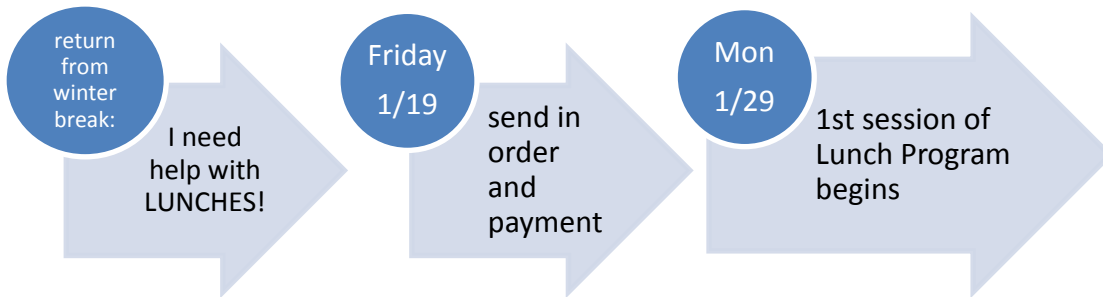 return
from
winter
break:
I need
help with
LUNCHES!
Friday
1/19
send in
order
and
payment
Mon
1/29
1st session of
Lunch Program
begins